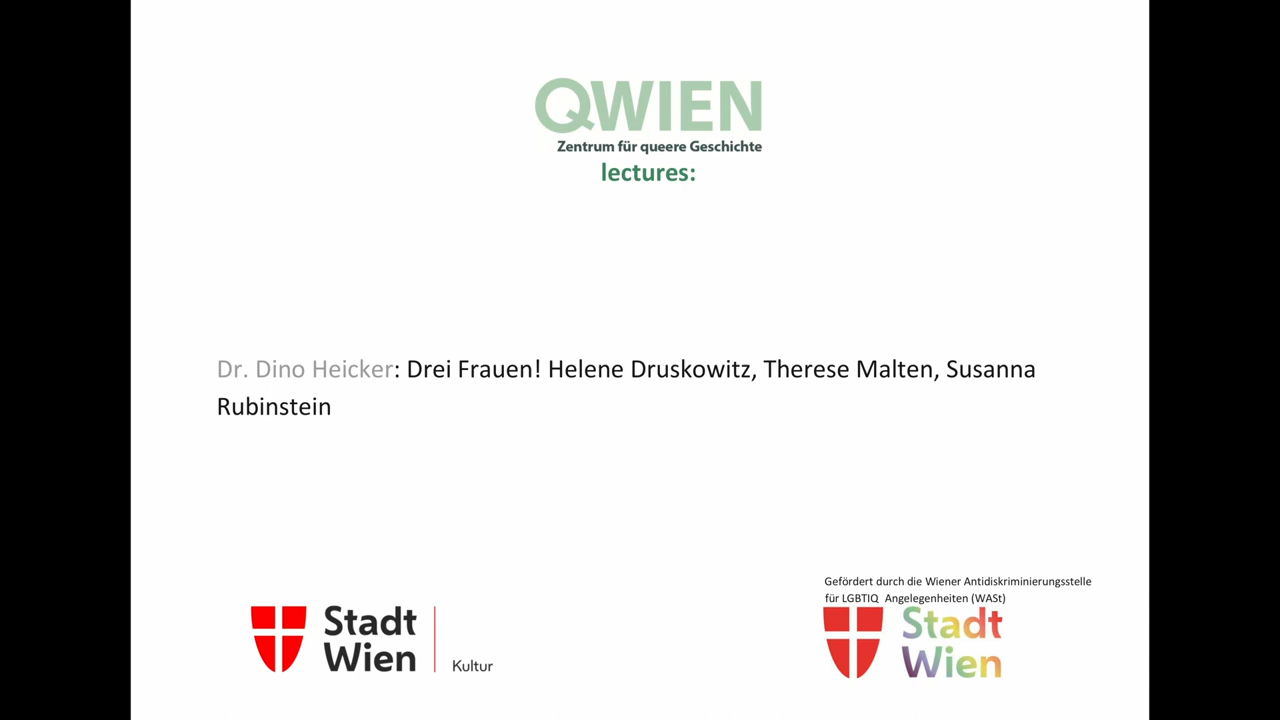 QWIEN
Zentrum für queere Geschichte
lectures:
Dr. Dino Heicker: Drei Frauen! Helene Druskowitz, Therese Malten, Susanna
Rubinstein
Gefördert durch die Wiener Antidiskriminierungsstelle
für LGBTIQ Angelegenheiten (WASt)
Stadt
Wien
Kultur
Stadt
Wien